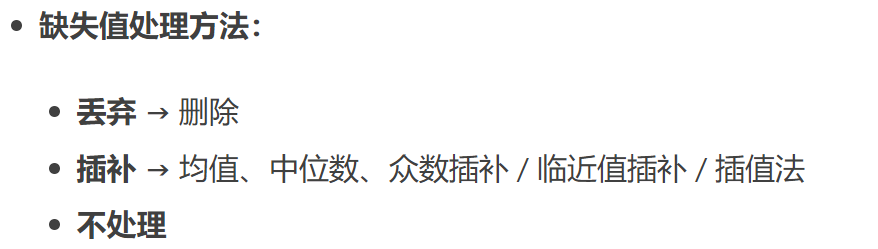 • 缺失值处理方法：
• 丢弃 → 删除
• 插补 → 均值、中位数、众数插补 / 临近值插补 / 插值法
• 不处理